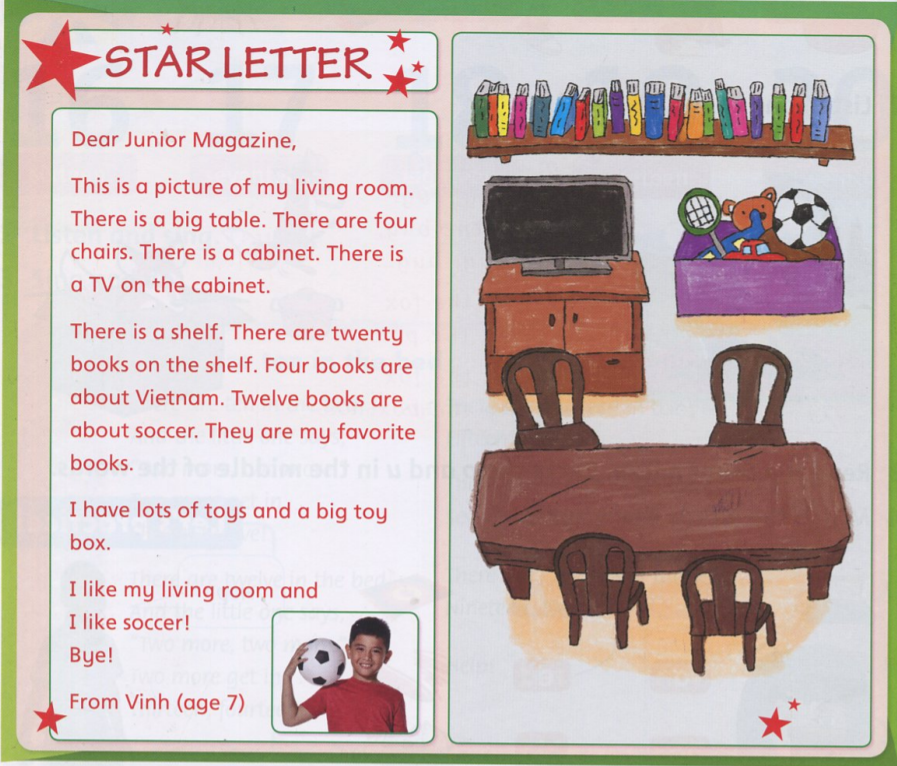 STAR LETTER
Dear Junior Magazine,
This is a picture of my living room.
There is a big table. There are four
chairs. There is a cabinet. There is
a TV on the cabinet.
There is a shelf. There are twenty
books on the shelf. Four books are
about Vietnam. Twelve books are
about soccer. They are my favorite
books.
I have lots of toys and a big toy
box.
I like my living room and
I like soccer!
Bye!
From Vinh (age 7)